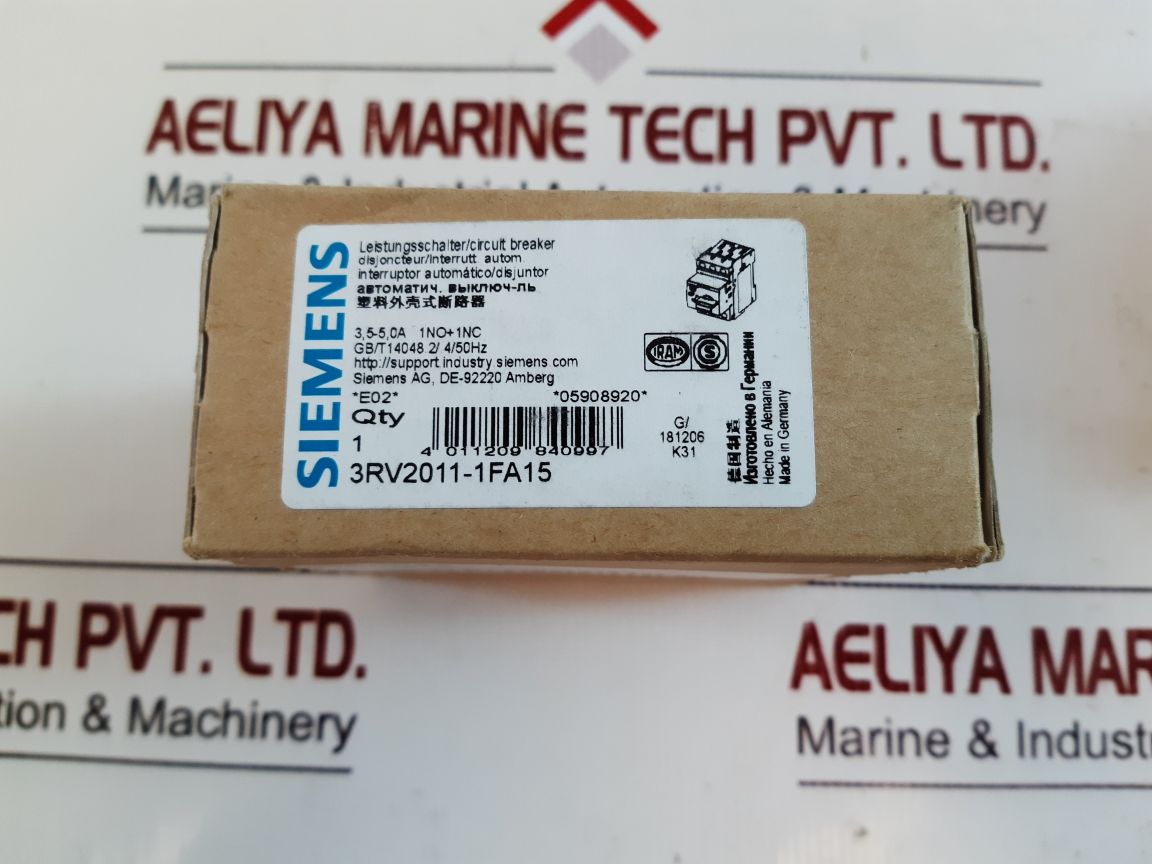 AELIYA MARINE TECH PVT. LTD.
SIEMENS
Leistungsschalter/circuit breaker
disjoncteur/interrutt. autom.
interruptor automático/disjuntor
автоматич. выключ-ль
塑料外壳式断路器
3,5-5,0A 1NO+1NC
GB/T14048.2/.4/50Hz
http://support.industry.siemens.com
Siemens AG, DE-92220 Amberg
*E02* *05908920*
Qty
1
4 011209 840997
3RV2011-1FA15
IRAM
S
G/
181206
K31
德国制造
Изготовлено в Германии
Hecho en Alemania
Made in Germany
CH PVT. LTD.
tion & Machinery
AELIYA MAR
Marine & Indust